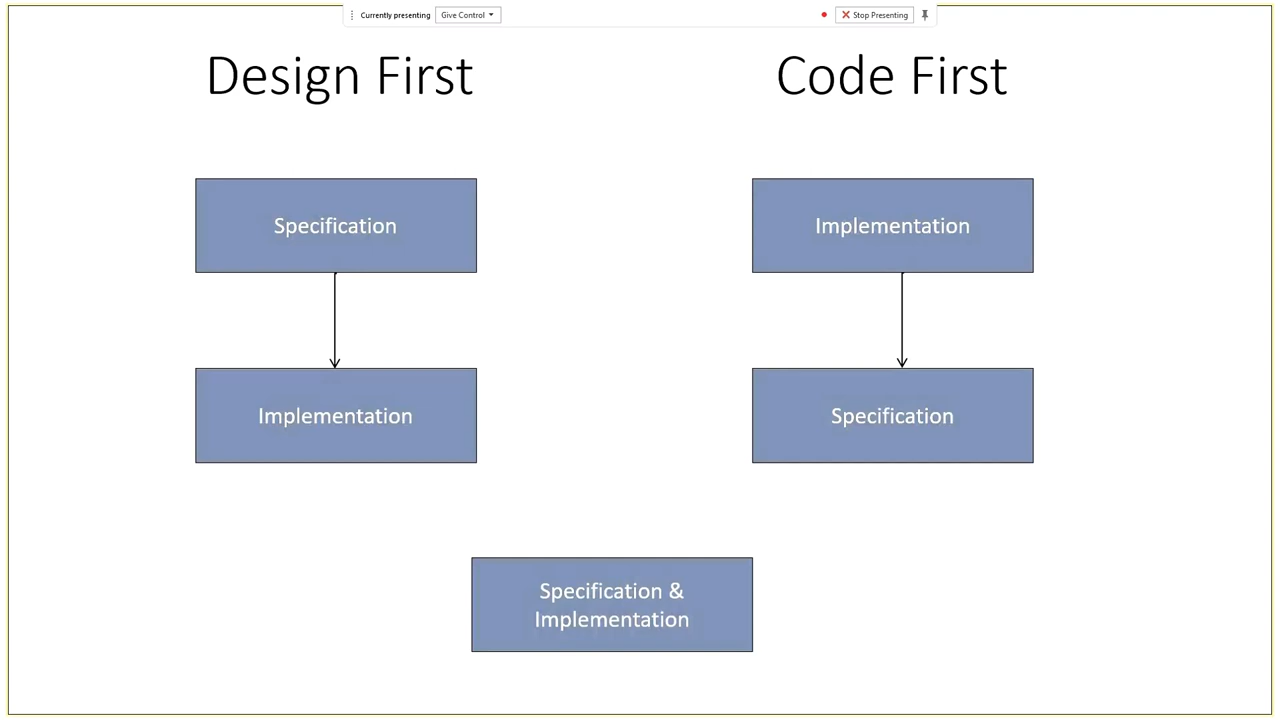 Currently presenting
Give Control
Stop Presenting
Design First
Code First
Specification
Implementation
Implementation
Specification
Specification &
Implementation